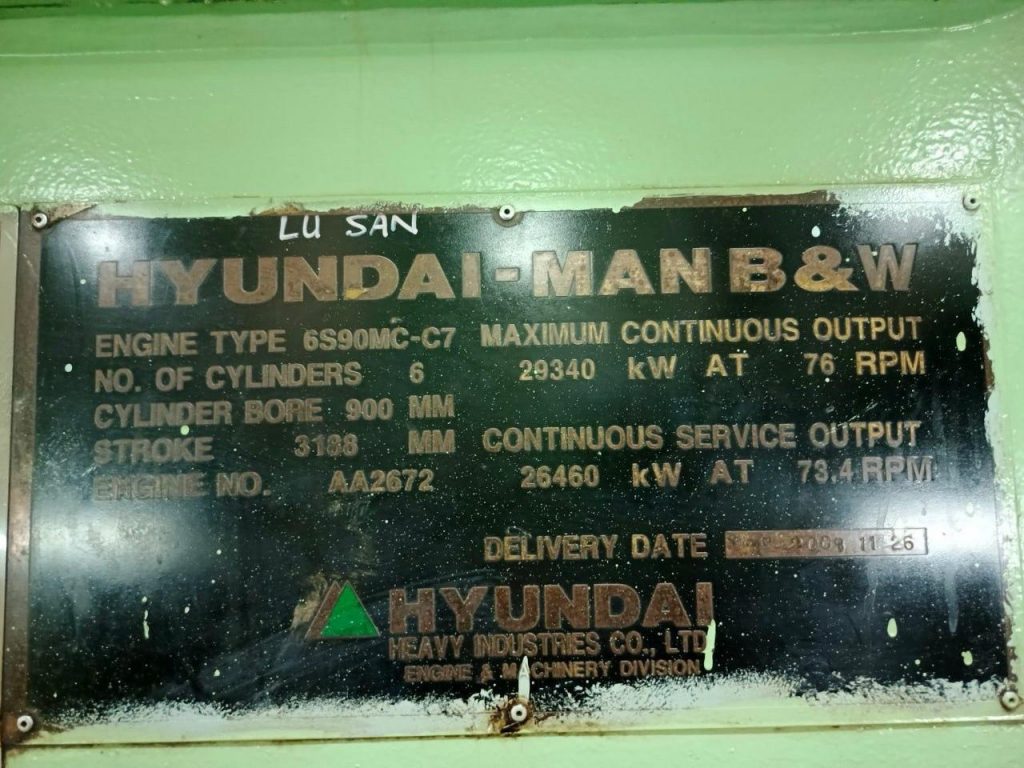 LU SAN
HYUNDAI-MAN B&W
ENGINE TYPE 6S90MC-C7
NO. OF CYLINDERS 6
CYLINDER BORE 900 MM
STROKE 3188 MM
ENGINE NO. AA2672
MAXIMUM CONTINUOUS OUTPUT
29340 kW AT 76 RPM
CONTINUOUS SERVICE OUTPUT
26460 kW AT 73.4 RPM
DELIVERY DATE 11 26
HYUNDAI
HEAVY INDUSTRIES CO., LTD
ENGINE & MACHINERY DIVISION